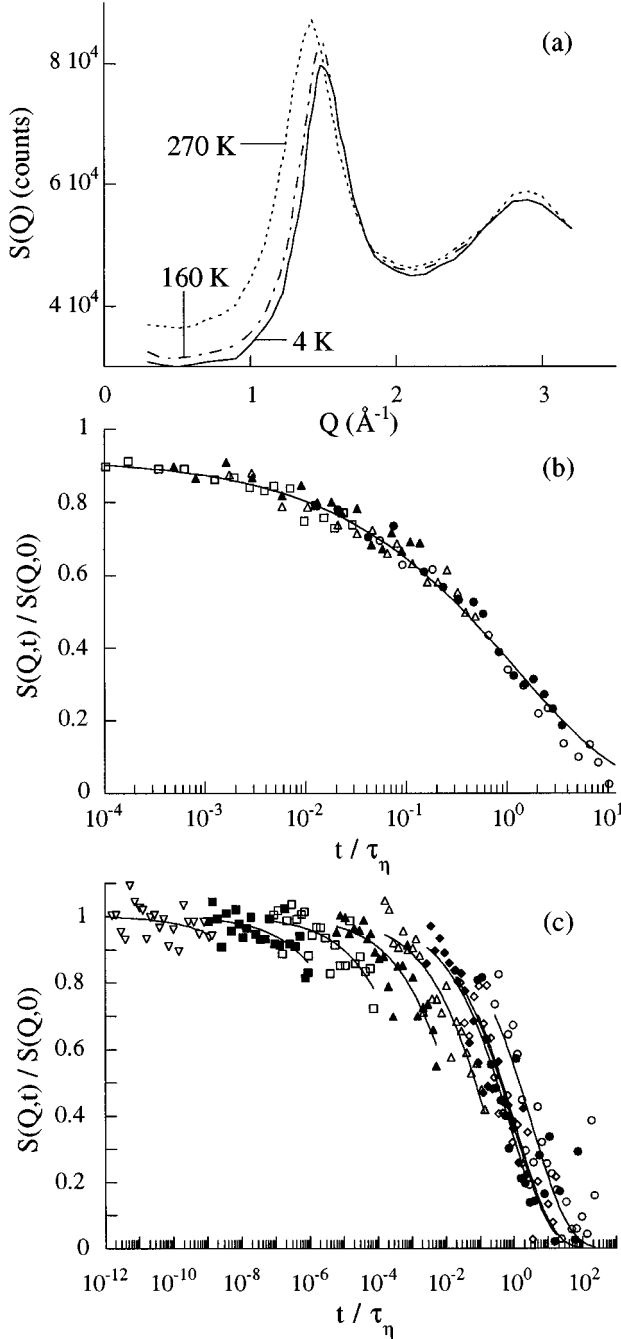 (a)
S(Q) (counts)
8 10⁴
6 10⁴
4 10⁴
270 K
160 K
4 K
0 1 2 3
Q (Å⁻¹)
(b)
S(Q,t) / S(Q,0)
1
0.8
0.6
0.4
0.2
0
10⁻⁴ 10⁻³ 10⁻² 10⁻¹ 10⁰ 10¹
t / τη
(c)
S(Q,t) / S(Q,0)
1
0.8
0.6
0.4
0.2
0
10⁻¹² 10⁻¹⁰ 10⁻⁸ 10⁻⁶ 10⁻⁴ 10⁻² 10⁰ 10²
t / τη